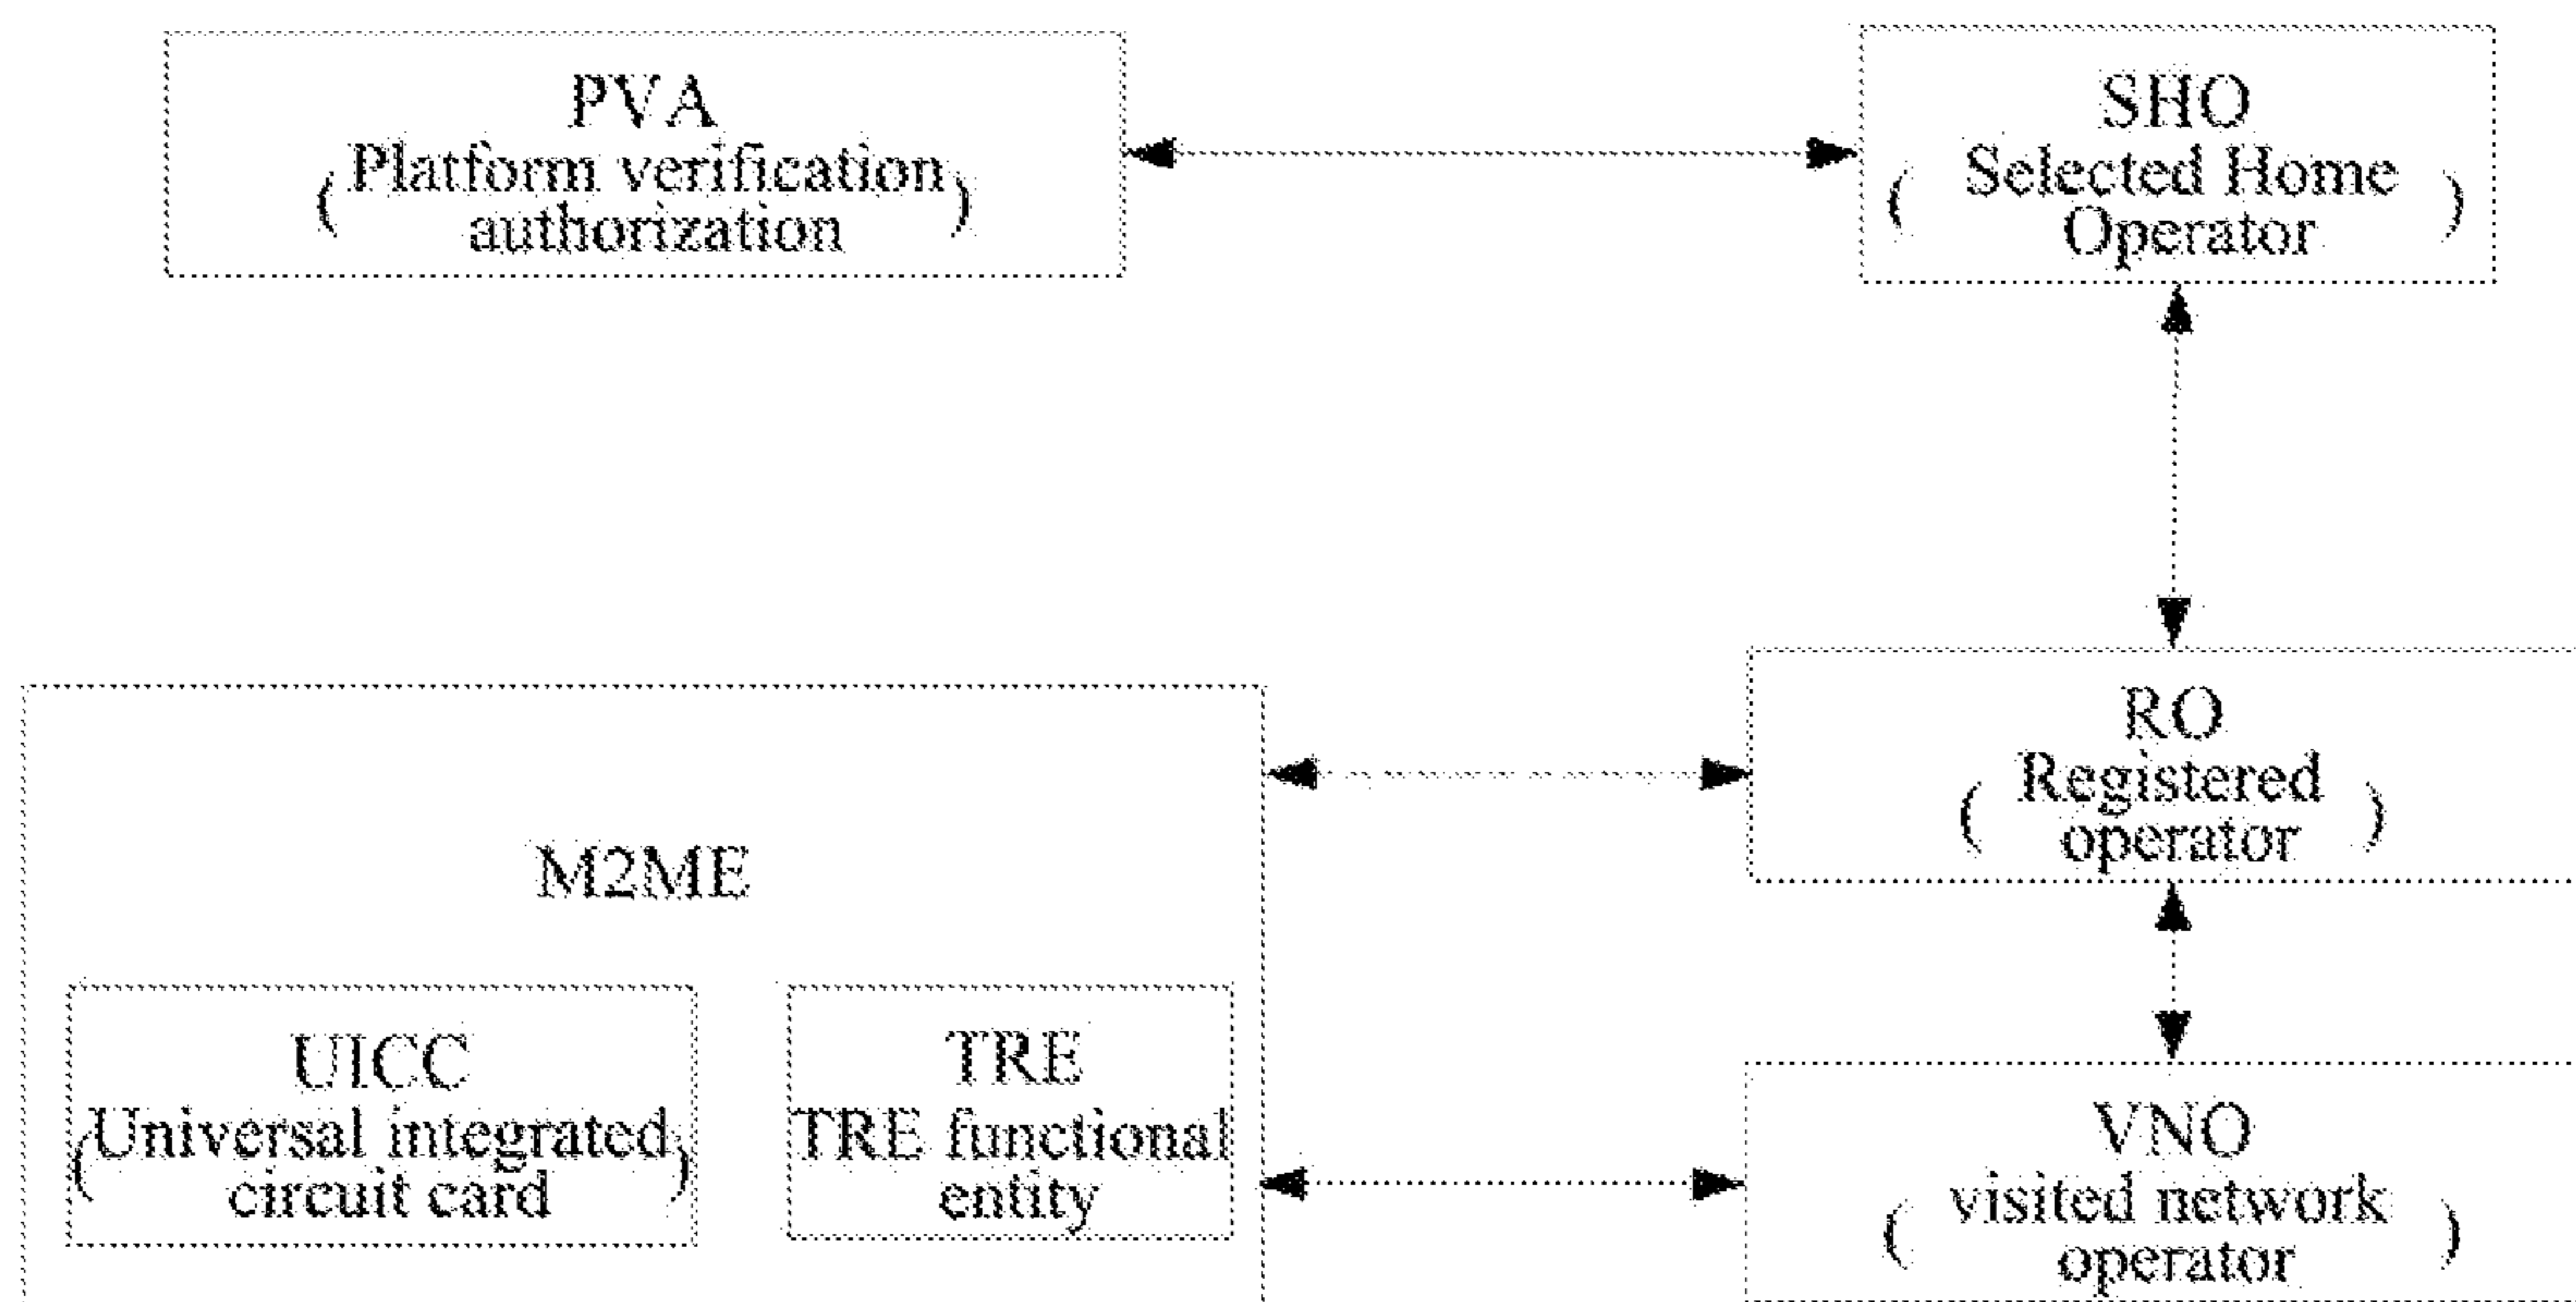 PVA
( Platform verification
authorization )
SHO
( Selected Home
Operator )
RO
( Registered
operator )
M2ME
UICC
( Universal integrated
circuit card )
TRE
TRE functional
entity
VNO
( visited network
operator )